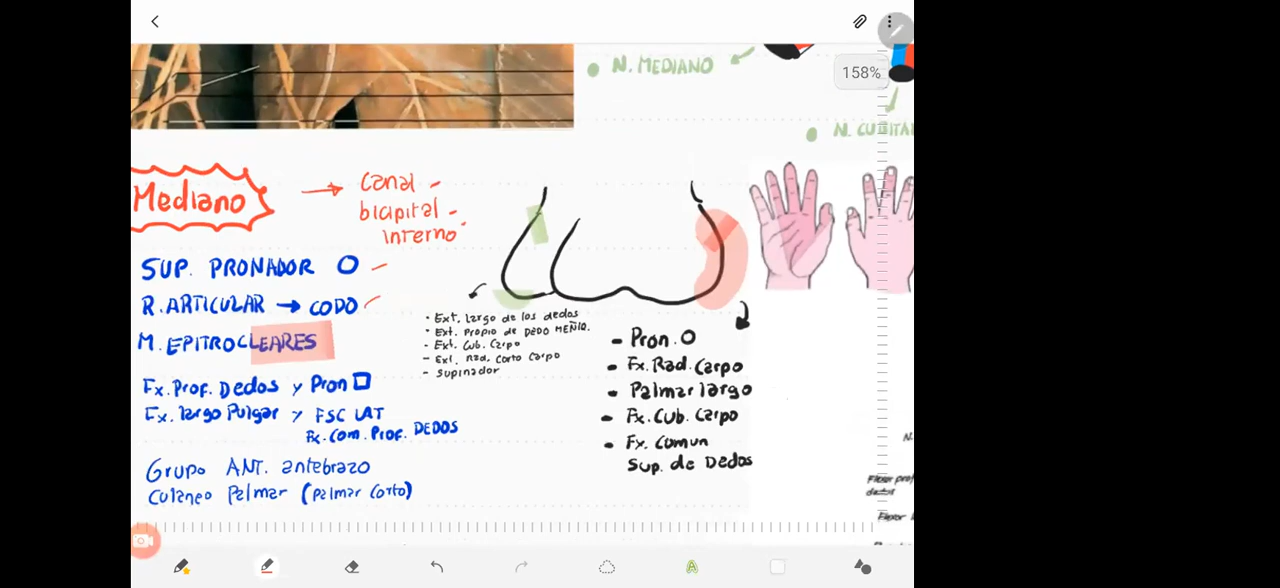 158%
N. MEDIANO
Mediano
→ Canal -
bicipital -
interno
SUP. PRONADOR O
R. ARTICULAR → CODO
M. EPITROCLEARES
Fx. Prof. Dedos y Pron □
Fx. largo Pulgar y FSC LAT
Fx. Com. Prof. DEDOS
Grupo ANT. antebrazo
Cutaneo Palmar (Palmar Corto)
• Ext. largo de los dedos
• Ext. Propio de DEDO MEÑIQ.
- Ext. Cub. Carpo
- Ext. Rad. Corto Carpo
- Supinador
- Pron. O
• Fx. Rad. Carpo
• Palmar largo
• Fx. Cub. Carpo
• Fx. Comun
Sup. de Dedos
A